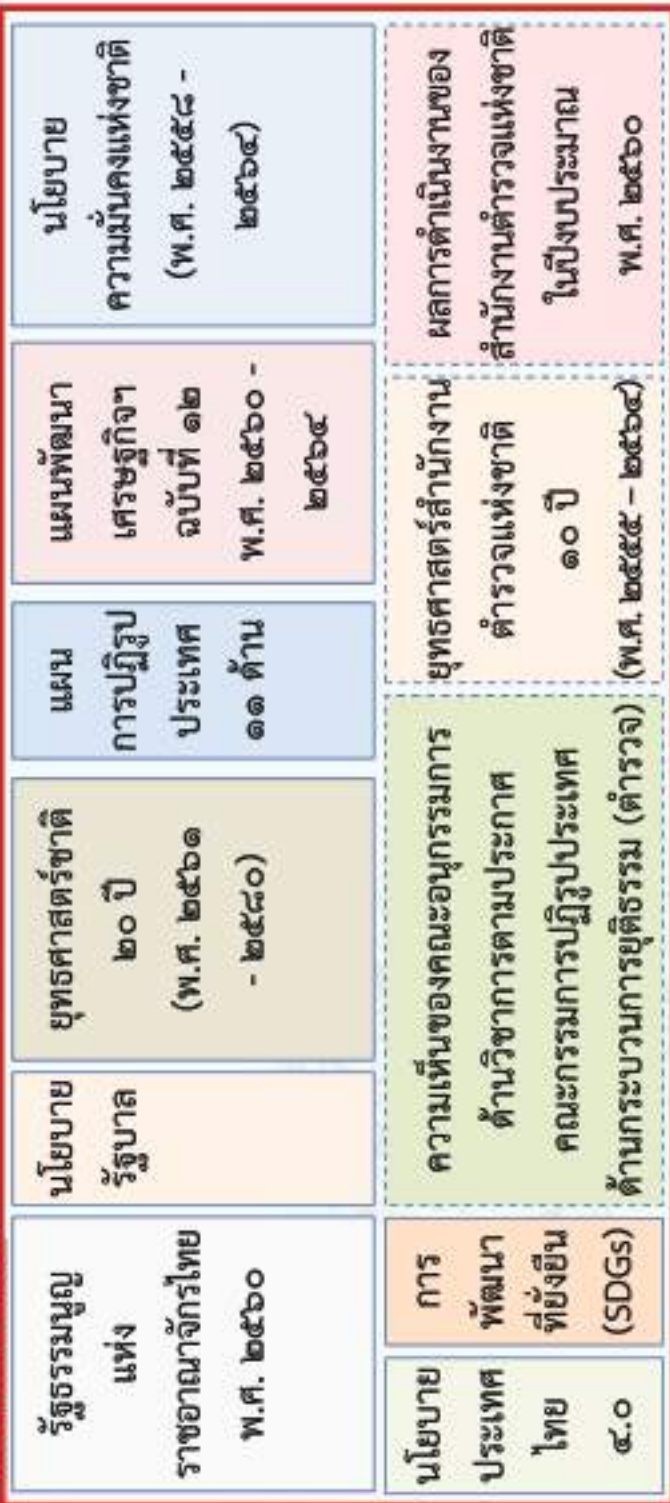 รัฐธรรมนูญ
แห่ง
ราชอาณาจักรไทย
พ.ศ. ๒๕๖๐
นโยบาย
รัฐบาล
ยุทธศาสตร์ชาติ
๒๐ ปี
(พ.ศ. ๒๕๖๑
- ๒๕๘๐)
แผน
การปฏิรูป
ประเทศ
๑๑ ด้าน
แผนพัฒนา
เศรษฐกิจฯ
ฉบับที่ ๑๒
พ.ศ. ๒๕๖๐ -
๒๕๖๔
นโยบาย
ความมั่นคงแห่งชาติ
(พ.ศ. ๒๕๕๘ -
๒๕๖๔)
นโยบาย
ประเทศ
ไทย
๔.๐
การ
พัฒนา
ที่ยั่งยืน
(SDGs)
ความเห็นของคณะอนุกรรมการ
ด้านวิชาการตามประกาศ
คณะกรรมการปฏิรูปประเทศ
ด้านกระบวนการยุติธรรม (ตำรวจ)
ยุทธศาสตร์สำนักงาน
ตำรวจแห่งชาติ
๑๐ ปี
(พ.ศ. ๒๕๕๕ – ๒๕๖๔)
ผลการดำเนินงานของ
สำนักงานตำรวจแห่งชาติ
ในปีงบประมาณ
พ.ศ. ๒๕๖๐